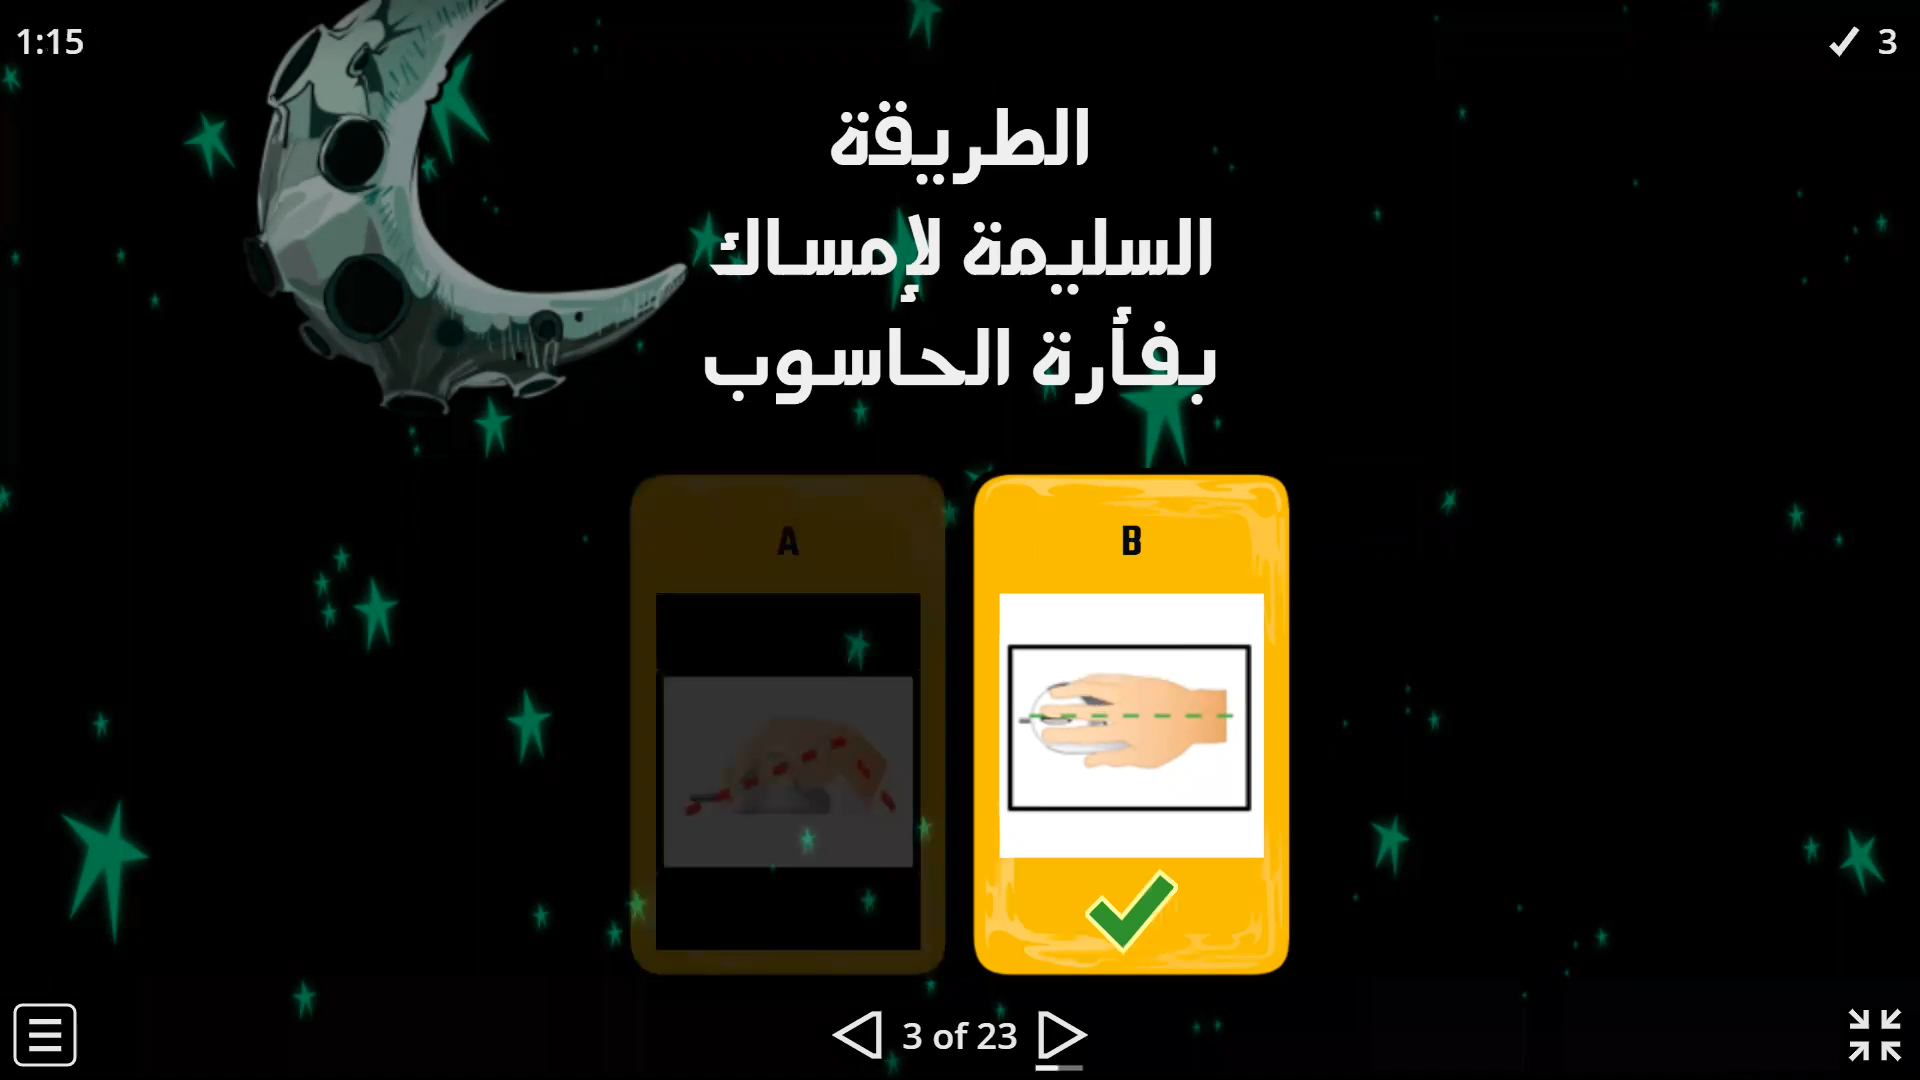 1:15
3
الطريقة
السليمة لإمساك
بفأرة الحاسوب
A
B
3 of 23